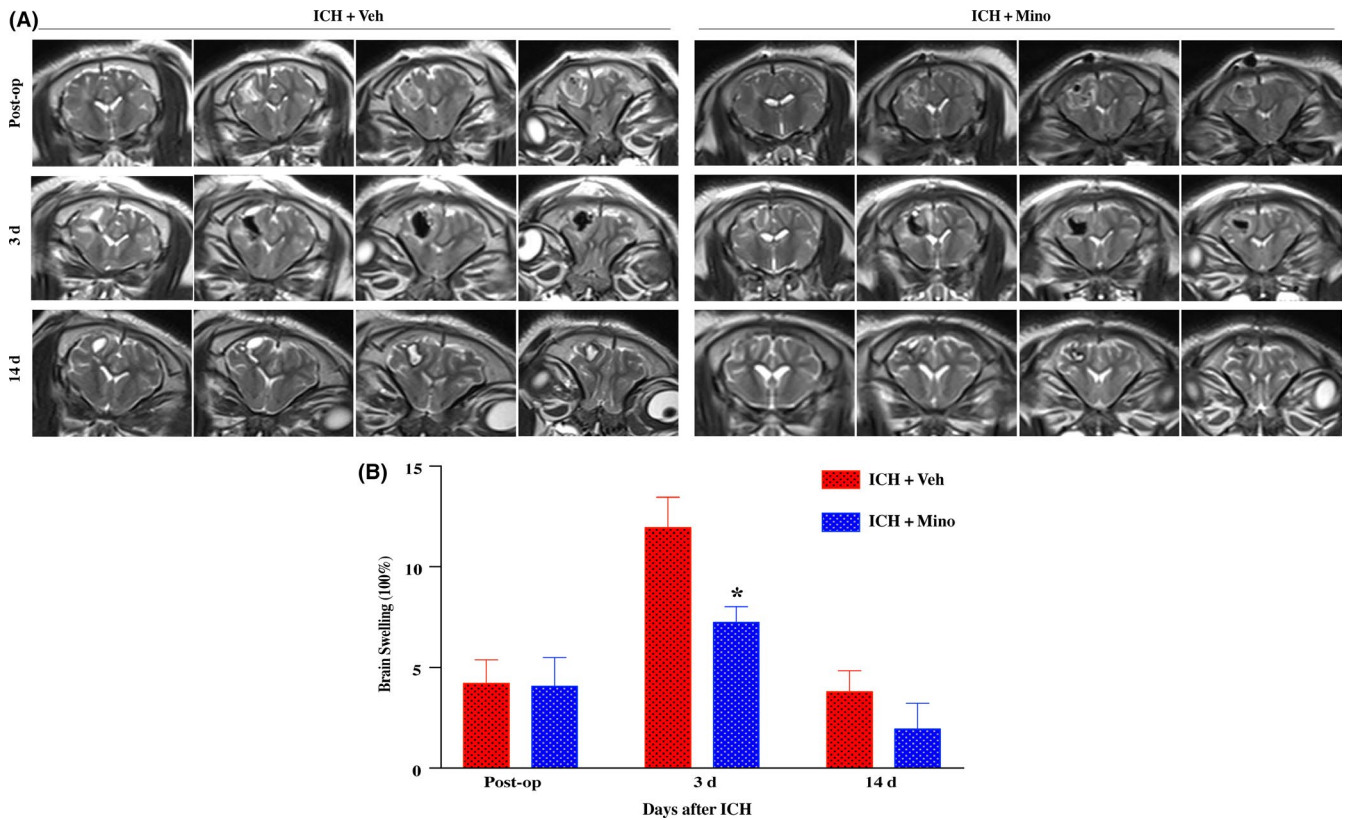 (A)
ICH + Veh
ICH + Mino
Post-op
3 d
14 d
(B)
15
10
5
0
Brain Swelling (100%)
ICH + Veh
ICH + Mino
*
Post-op
3 d
14 d
Days after ICH